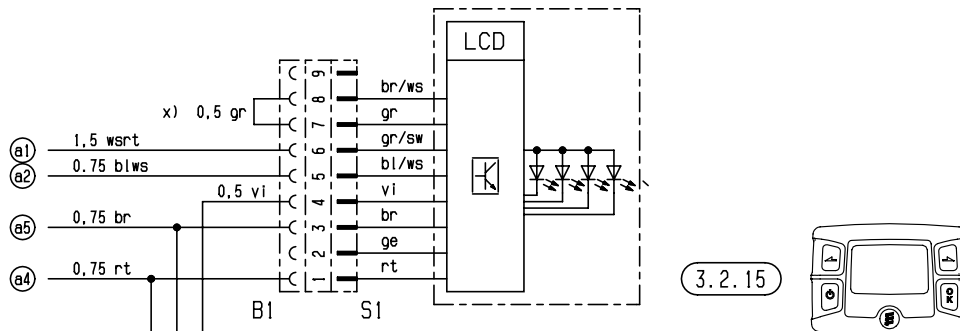 LCD
9
8
7
6
5
4
3
2
1
br/ws
x) 0,5 gr
gr
a1 1,5 wsrt
gr/sw
a2 0.75 blws
bl/ws
0,5 vi
vi
a5 0,75 br
br
ge
a4 0,75 rt
rt
B1 S1
3.2.15
OK